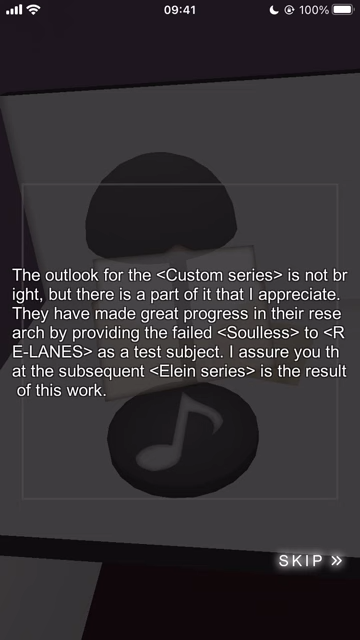 09:41
100%
The outlook for the <Custom series> is not br
ight, but there is a part of it that I appreciate.
They have made great progress in their rese
arch by providing the failed <Soulless> to <R
E-LANES> as a test subject. I assure you th
at the subsequent <Elein series> is the result
of this work.
SKIP »